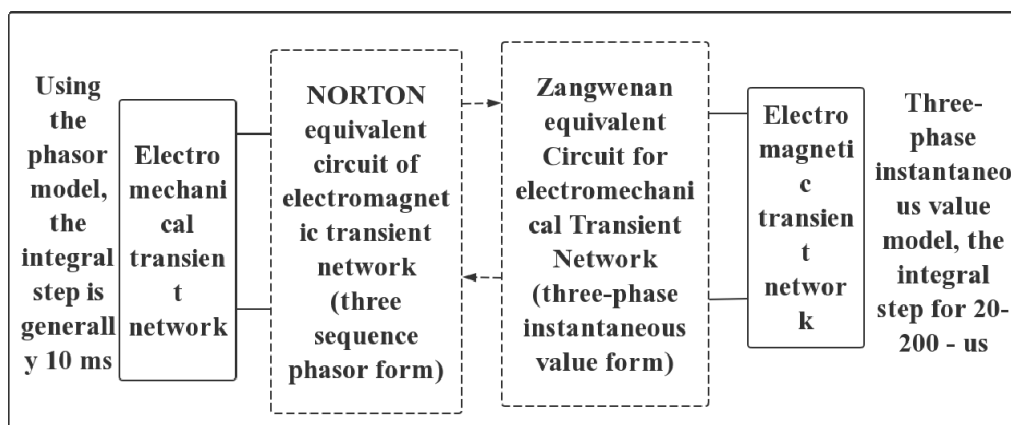 Using
the
phasor
model,
the
integral
step is
generall
y 10 ms
Electro
mechani
cal
transien
t
network
NORTON
equivalent
circuit of
electromagnet
ic transient
network
(three
sequence
phasor form)
Zangwenan
equivalent
Circuit for
electromechani
cal Transient
Network
(three-phase
instantaneous
value form)
Electro
magneti
c
transien
t
networ
k
Three-
phase
instantaneo
us value
model, the
integral
step for 20-
200 - us